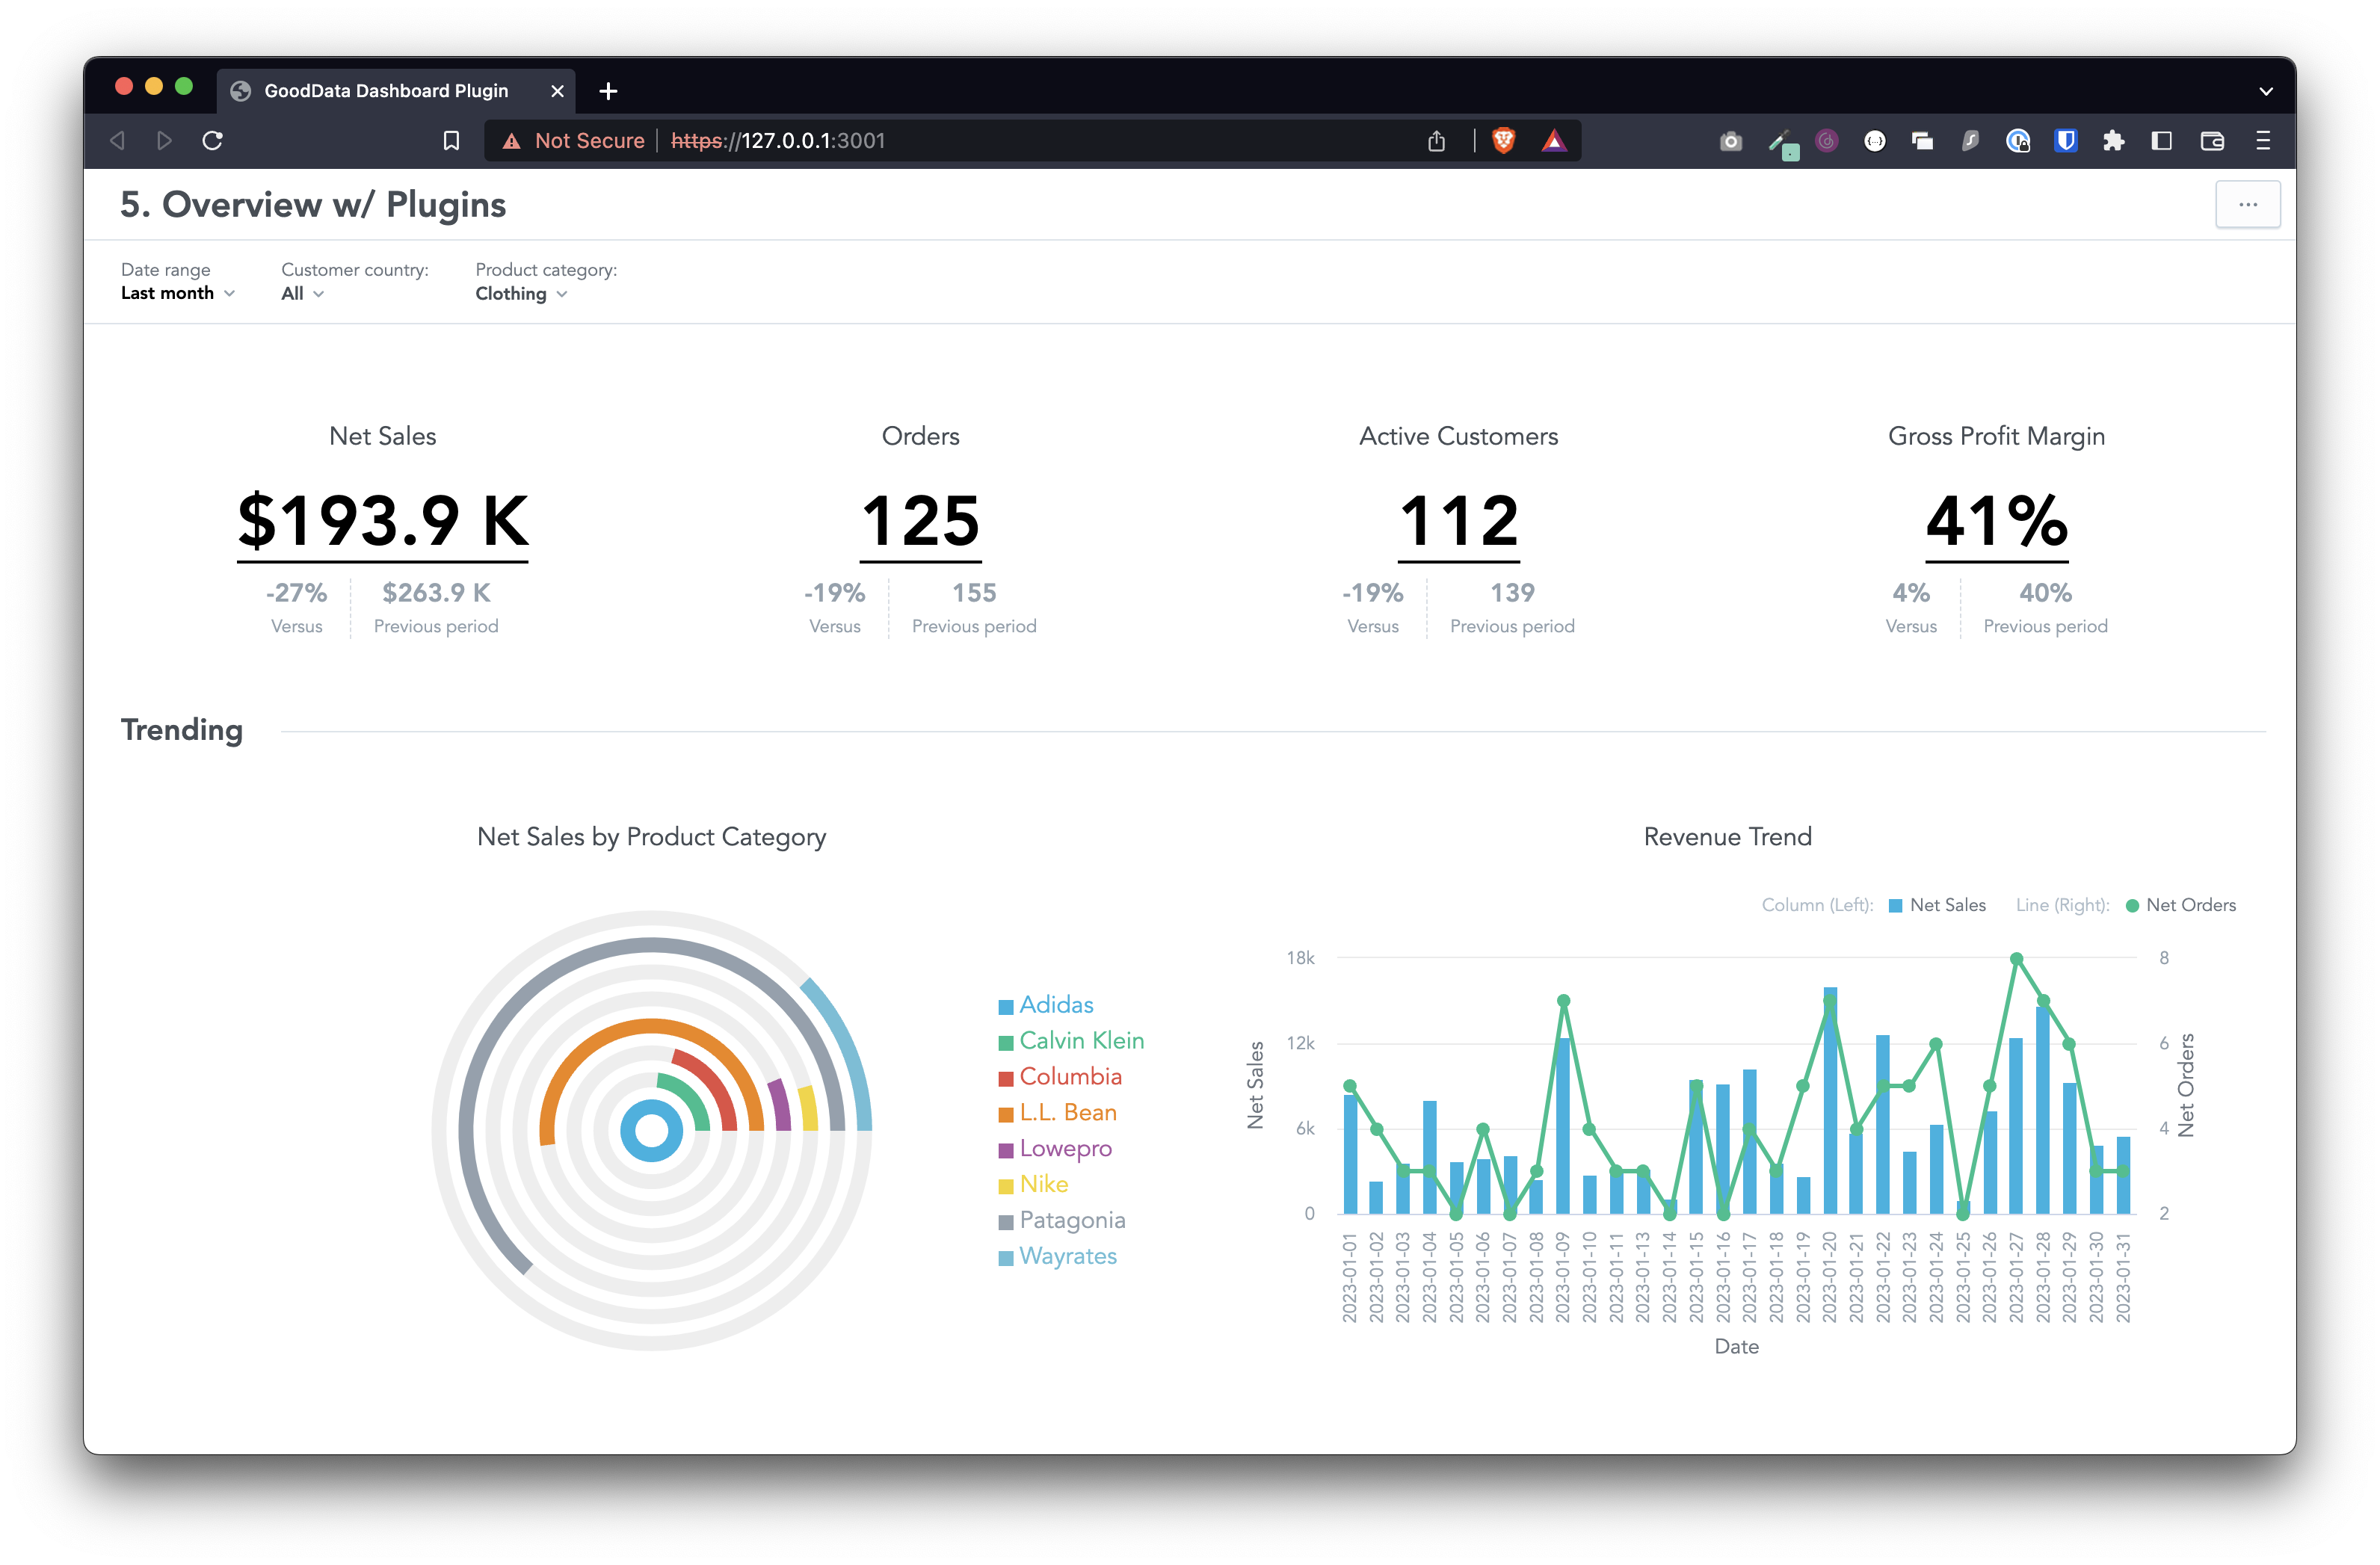 GoodData Dashboard Plugin
Not Secure https://127.0.0.1:3001
5. Overview w/ Plugins
Date range
Last month
Customer country:
All
Product category:
Clothing
Net Sales
$193.9 K
-27%
Versus
$263.9 K
Previous period
Orders
125
-19%
Versus
155
Previous period
Active Customers
112
-19%
Versus
139
Previous period
Gross Profit Margin
41%
4%
Versus
40%
Previous period
Trending
Net Sales by Product Category
Adidas
Calvin Klein
Columbia
L.L. Bean
Lowepro
Nike
Patagonia
Wayrates
Revenue Trend
Column (Left): Net Sales Line (Right): Net Orders
Net Sales
18k
12k
6k
0
8
6
4
2
Net Orders
2023-01-01
2023-01-02
2023-01-03
2023-01-04
2023-01-05
2023-01-06
2023-01-07
2023-01-08
2023-01-09
2023-01-10
2023-01-11
2023-01-13
2023-01-14
2023-01-15
2023-01-16
2023-01-17
2023-01-18
2023-01-19
2023-01-20
2023-01-21
2023-01-22
2023-01-23
2023-01-24
2023-01-25
2023-01-26
2023-01-27
2023-01-28
2023-01-29
2023-01-30
2023-01-31
Date